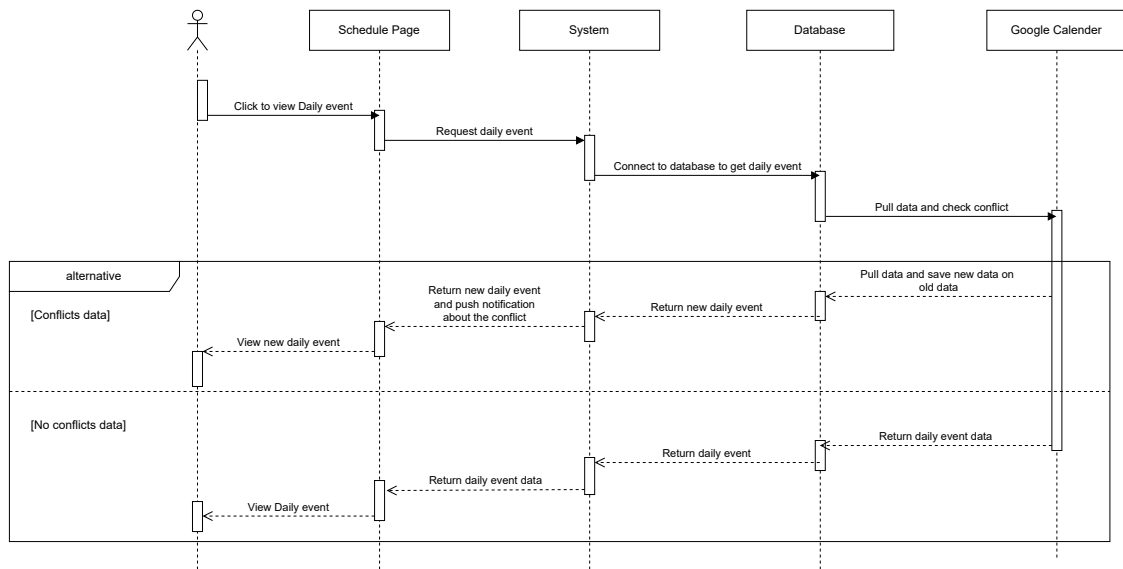 Schedule Page
System
Database
Google Calender
Click to view Daily event
Request daily event
Connect to database to get daily event
Pull data and check conflict
alternative
Pull data and save new data on
old data
[Conflicts data]
Return new daily event
and push notification
about the conflict
Return new daily event
View new daily event
[No conflicts data]
Return daily event data
Return daily event
Return daily event data
View Daily event